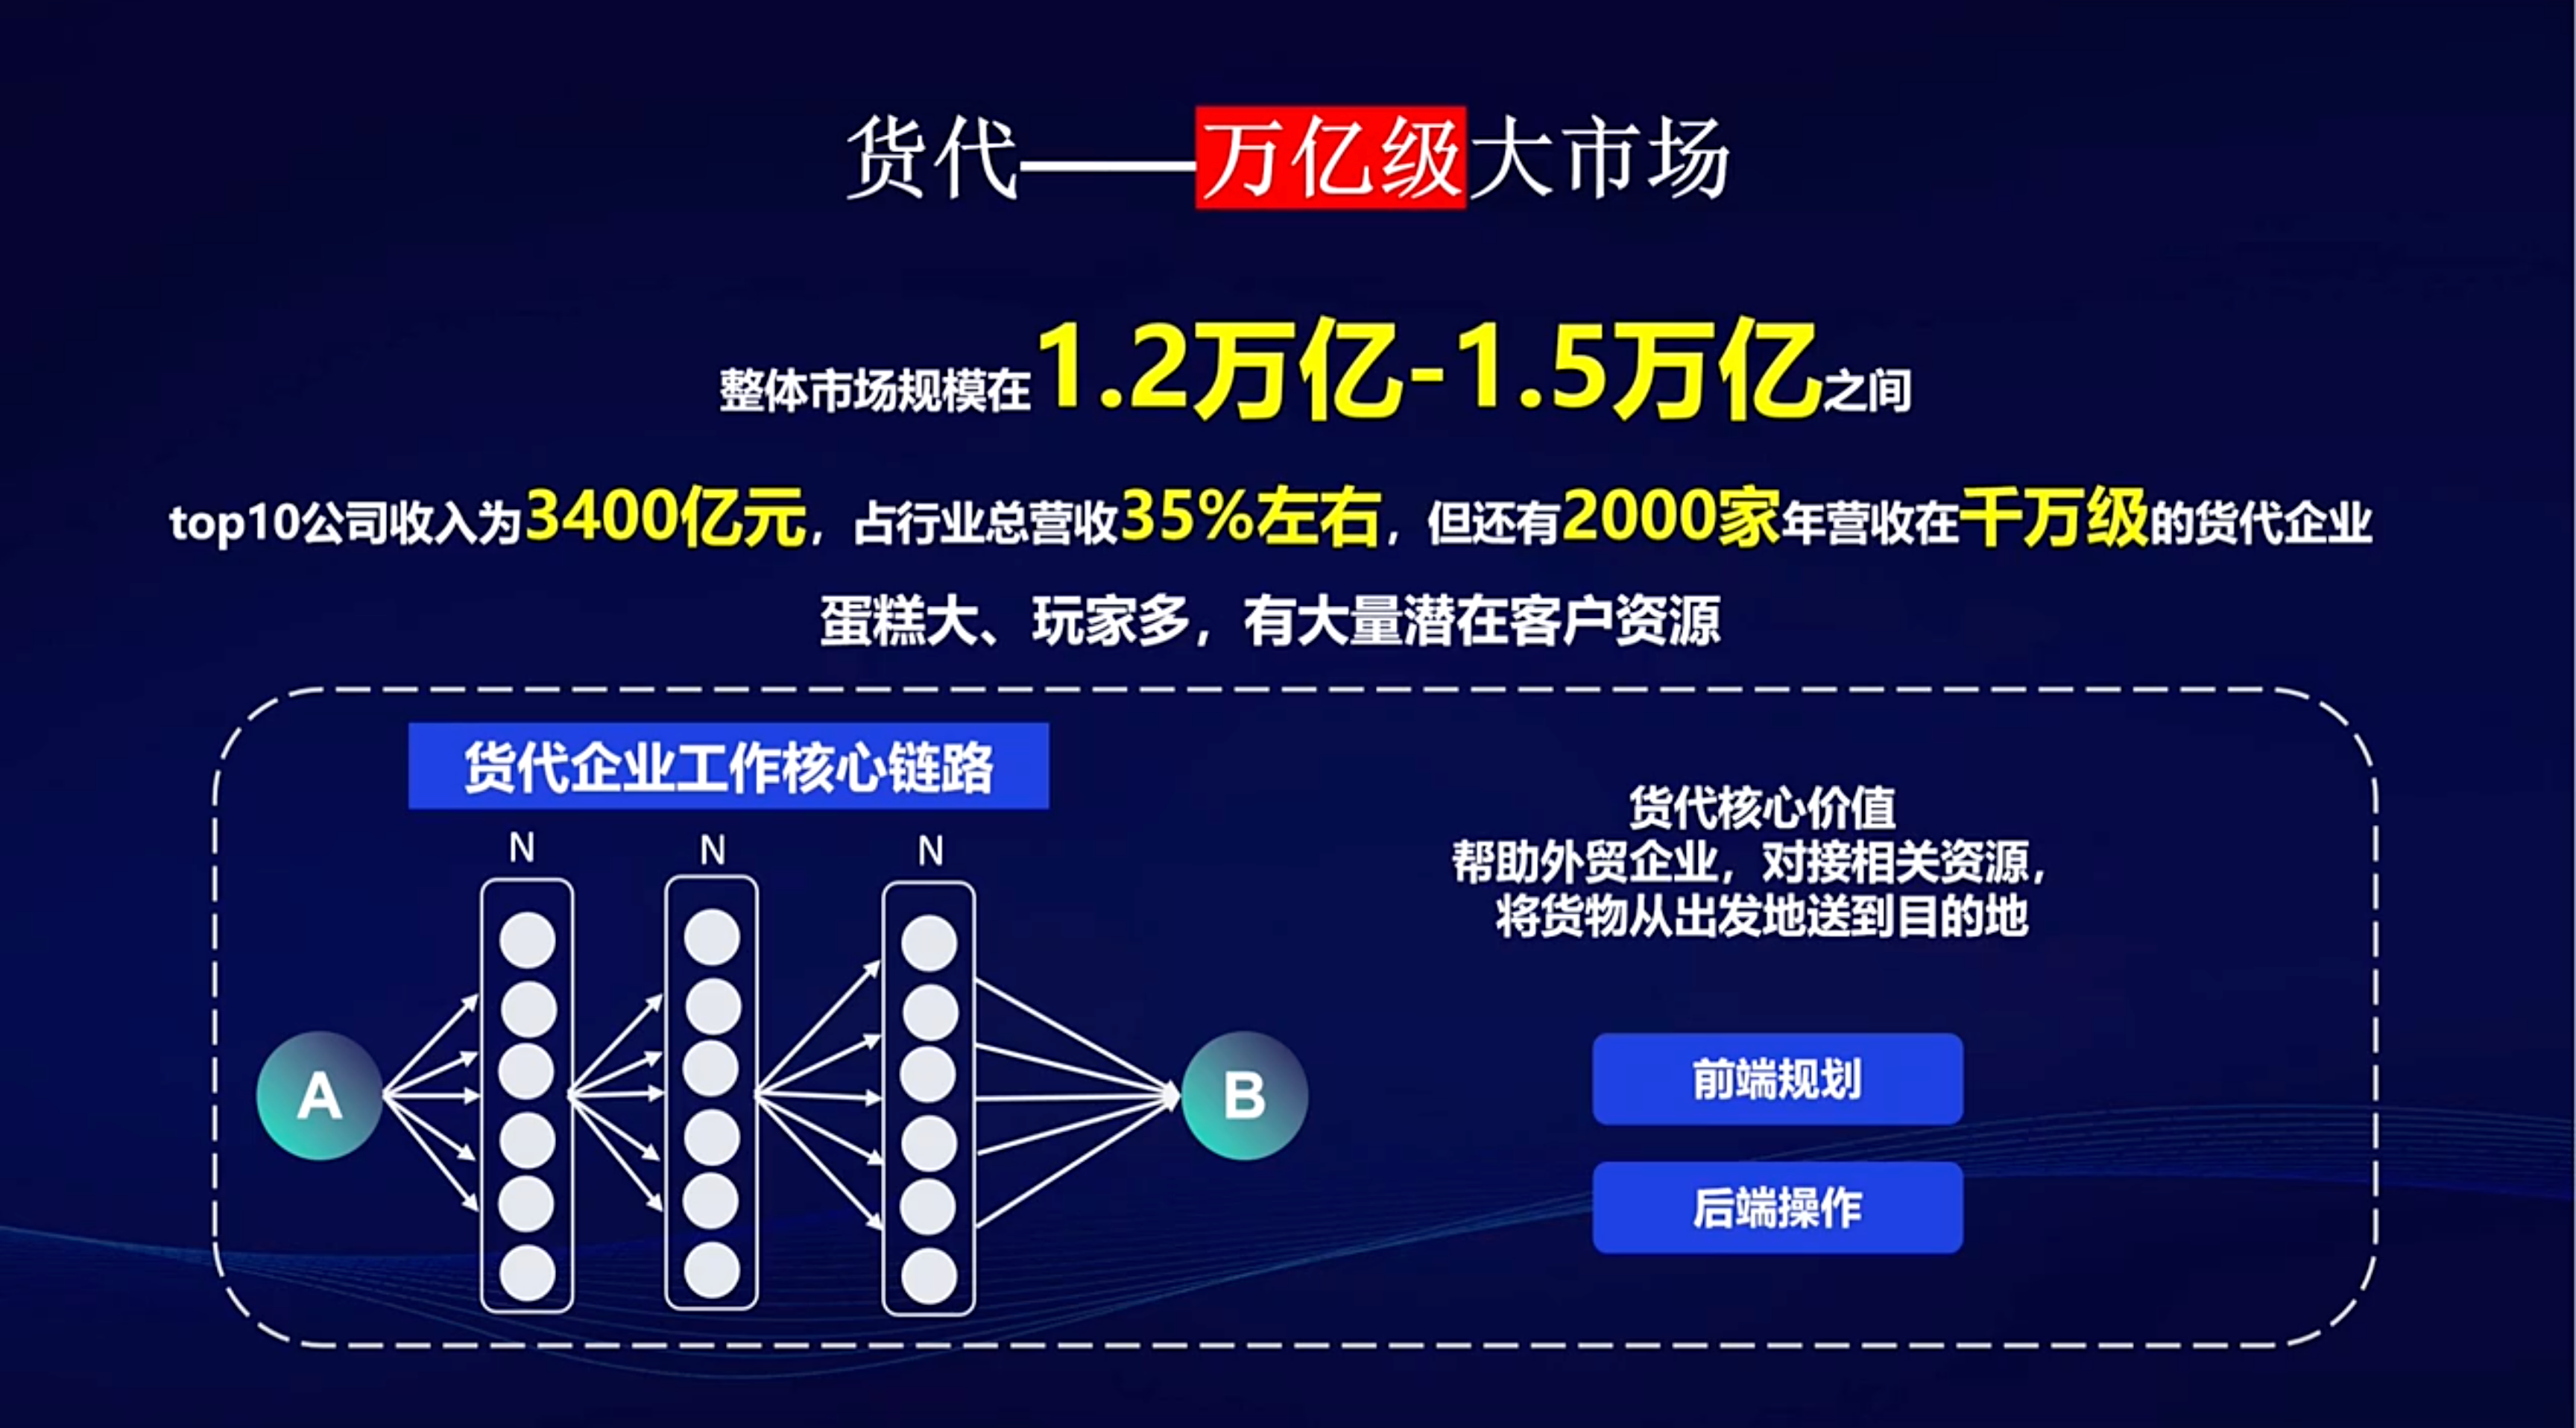 货代——万亿级大市场
整体市场规模在1.2万亿-1.5万亿之间
top10公司收入为3400亿元，占行业总营收35%左右，但还有2000家年营收在千万级的货代企业
蛋糕大、玩家多，有大量潜在客户资源
货代企业工作核心链路
N N N
A B
货代核心价值
帮助外贸企业，对接相关资源，
将货物从出发地送到目的地
前端规划
后端操作